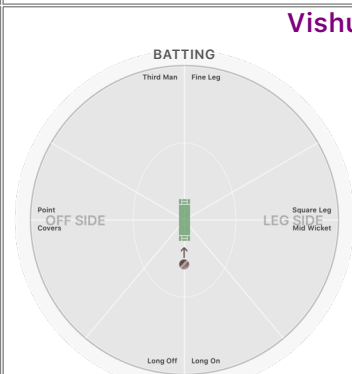 Vishu
BATTING
Third Man Fine Leg
Point Square Leg
OFF SIDE LEG SIDE
Covers Mid Wicket
Long Off Long On